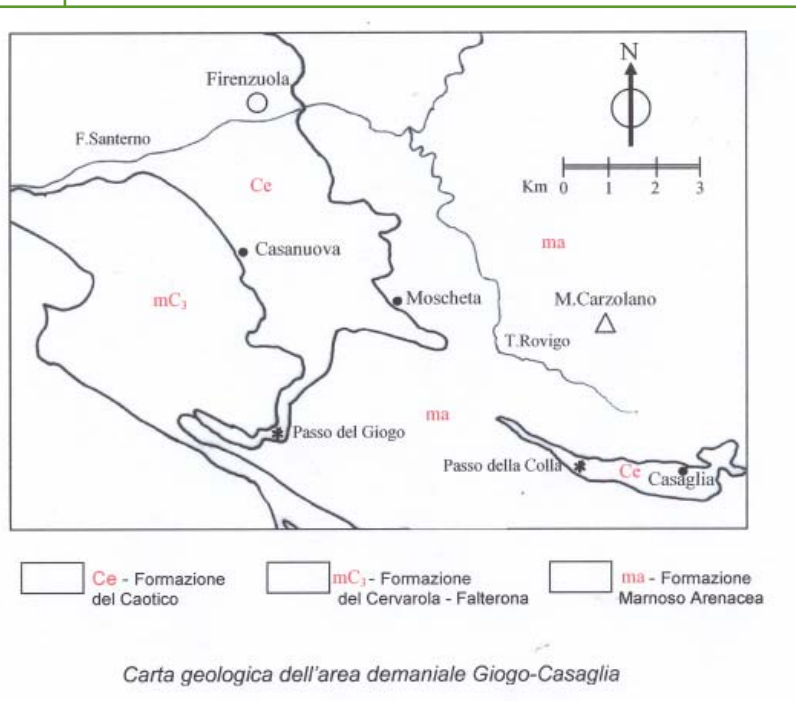 Firenzuola
N
F.Santerno
Km 0 1 2 3
Ce
Casanuova
ma
mC₃
Moscheta
M.Carzolano
T.Rovigo
ma
Passo del Giogo
Passo della Colla
Ce
Casaglia
Ce - Formazione
del Caotico
mC₃ - Formazione
del Cervarola - Falterona
ma - Formazione
Marnoso Arenacea
Carta geologica dell'area demaniale Giogo-Casaglia